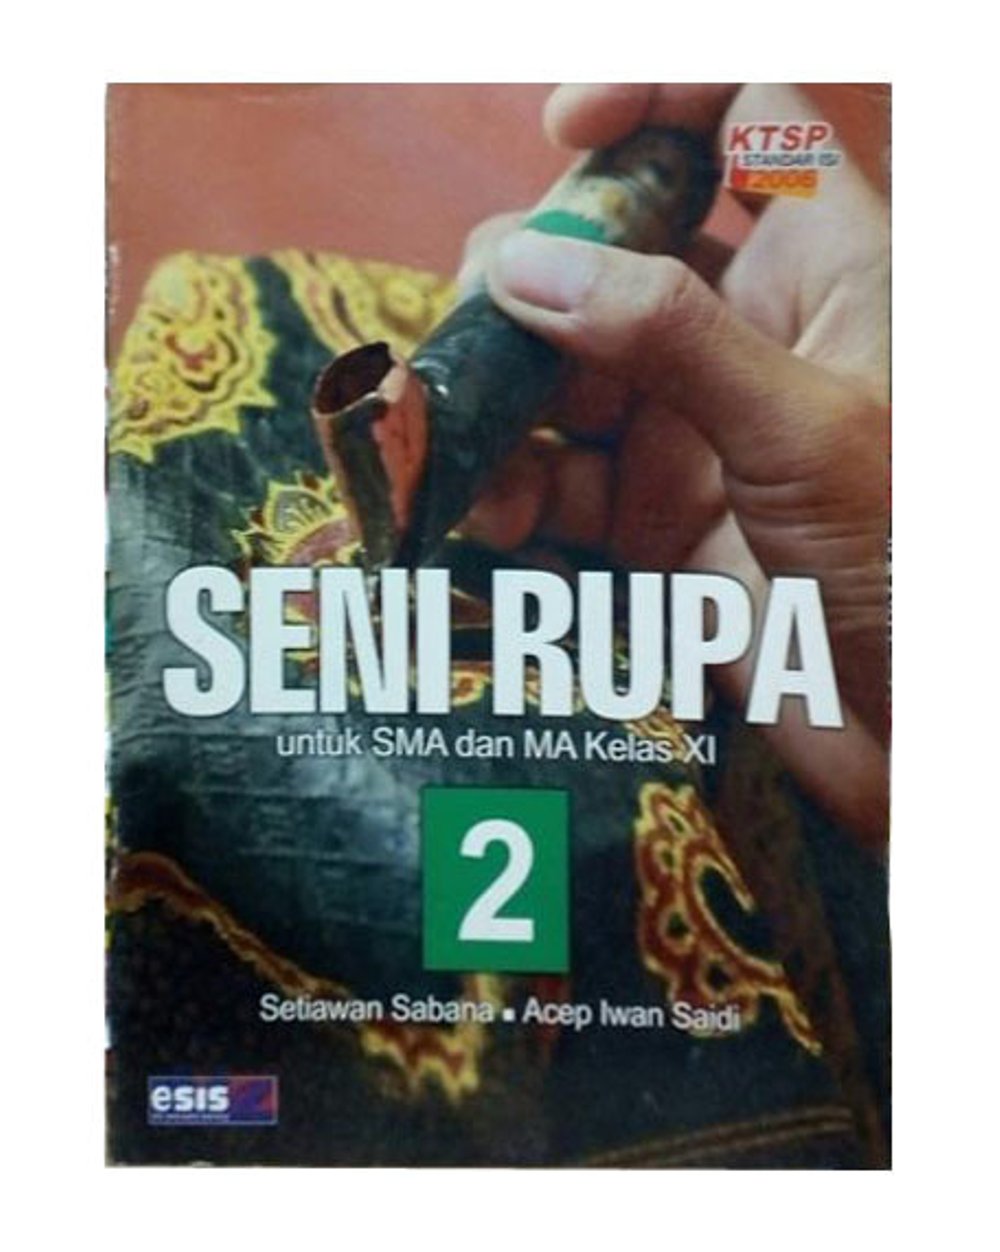 KTSP
STANDAR ISI
2006
SENI RUPA
untuk SMA dan MA Kelas XI
2
Setiawan Sabana ▪ Acep Iwan Saidi
esis